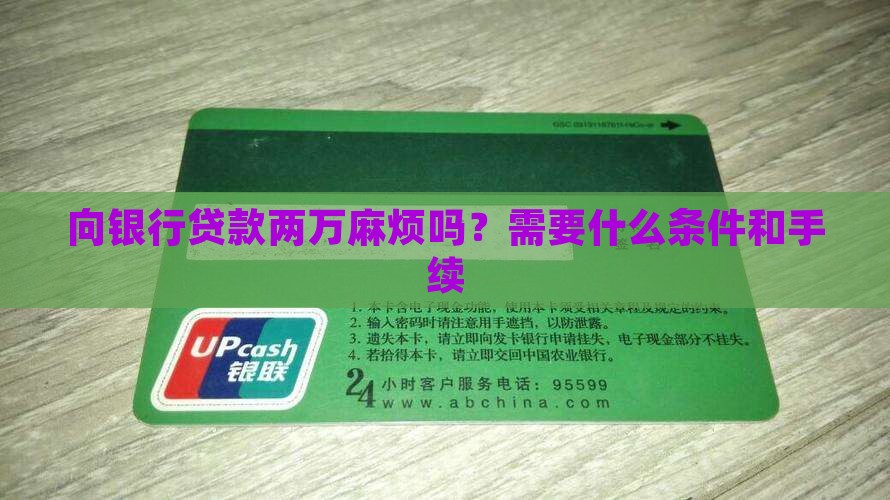 向银行贷款两万麻烦吗？需要什么条件和手
续
1. 本卡含电子现金功能，使用本卡须受相关章程及规定的约束。
2. 输入密码时请注意用手遮挡，以防泄露。
3. 遗失本卡，请立即向发卡银行申请挂失，电子现金部分不挂失。
4. 若拾得本卡，请立即交回中国农业银行。
UPcash
银联
24小时客户服务电话：95599
www.abchina.com